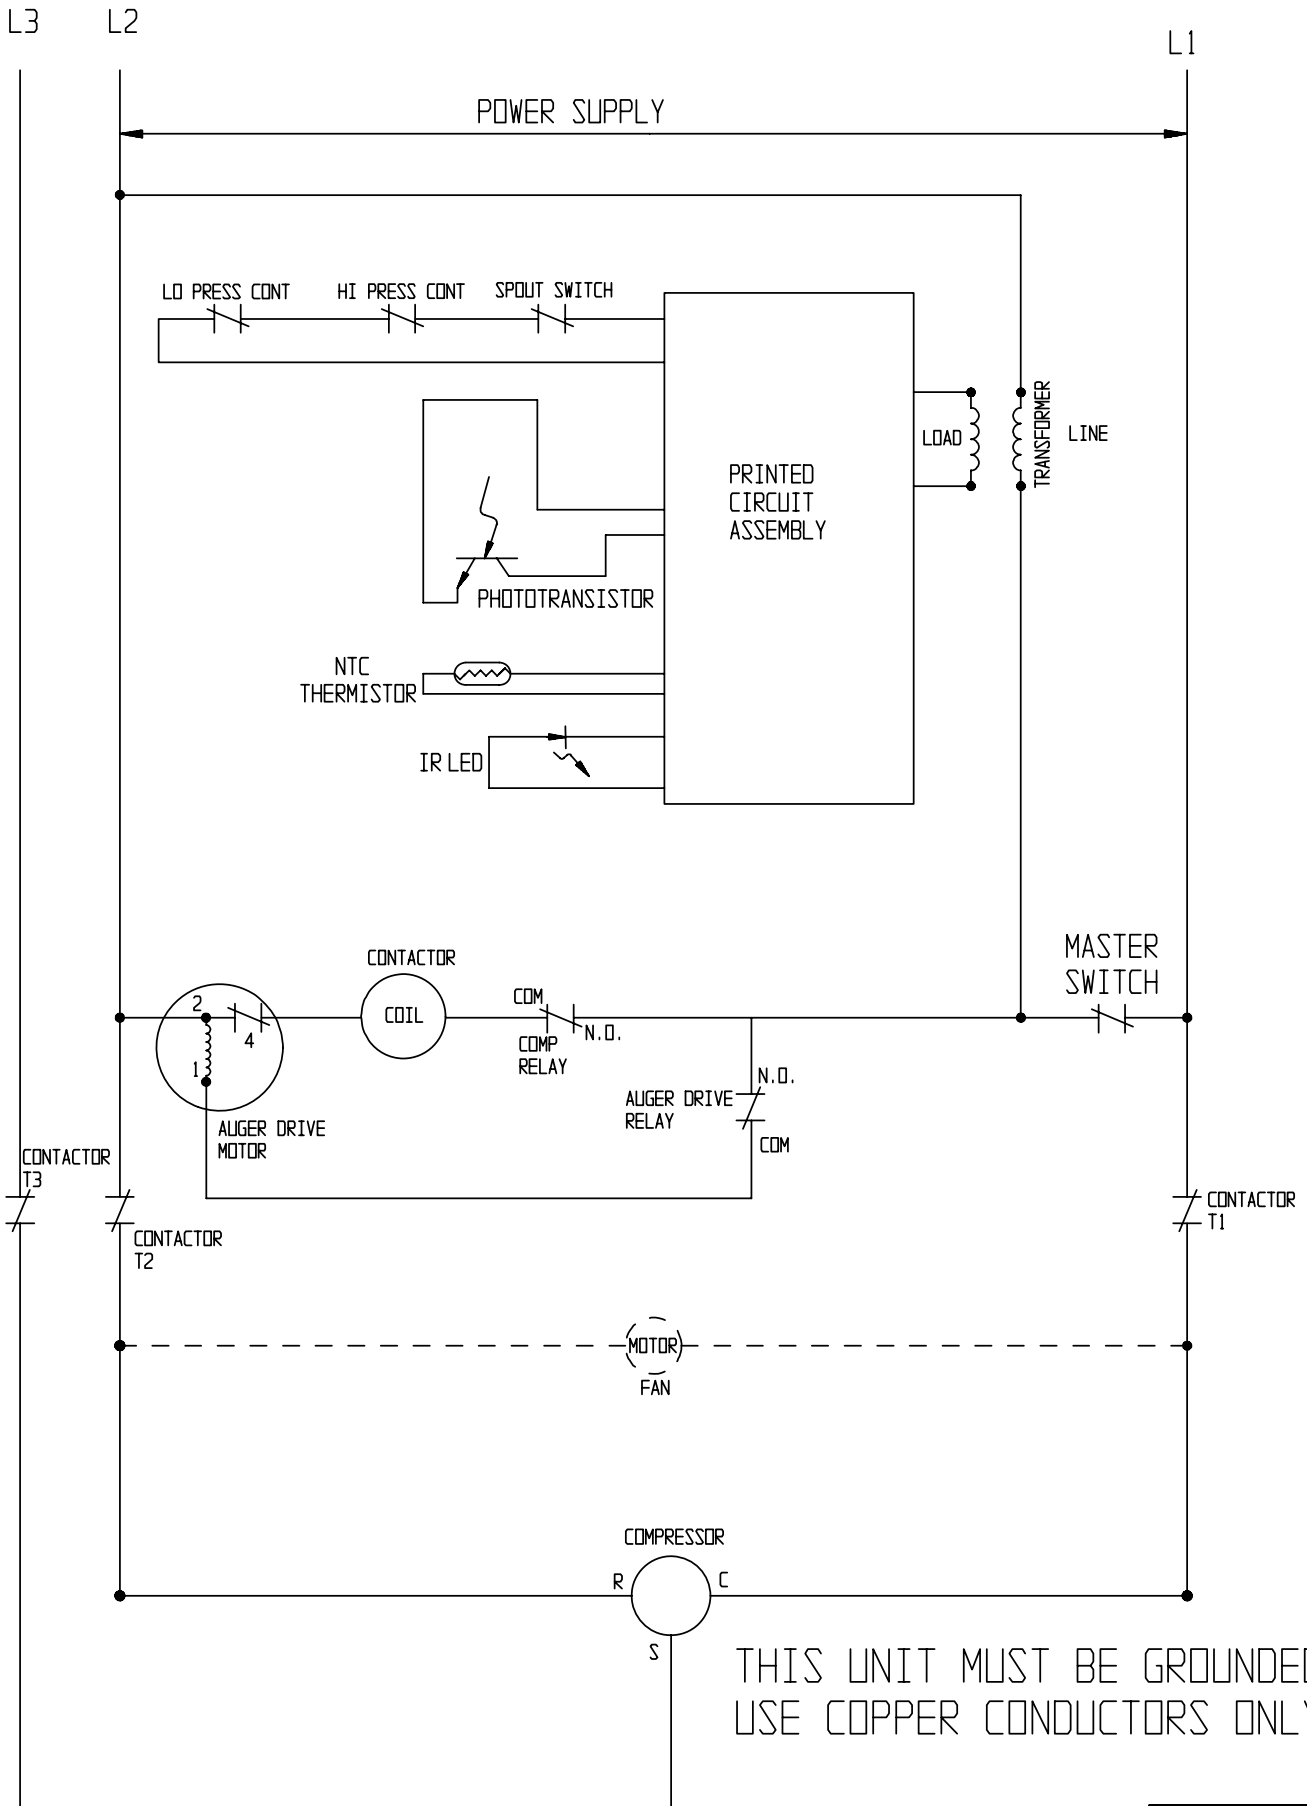 L3
L2
L1
POWER SUPPLY
LO PRESS CONT
HI PRESS CONT
SPOUT SWITCH
LOAD
TRANSFORMER
LINE
PRINTED
CIRCUIT
ASSEMBLY
PHOTOTRANSISTOR
NTC
THERMISTOR
IR LED
MASTER
SWITCH
CONTACTOR
COIL
2
4
1
COM
N.O.
COMP
RELAY
AUGER DRIVE
MOTOR
N.O.
AUGER DRIVE
RELAY
COM
CONTACTOR
T3
CONTACTOR
T2
CONTACTOR
T1
MOTOR
FAN
COMPRESSOR
R
C
S
THIS UNIT MUST BE GROUNDED
USE COPPER CONDUCTORS ONLY